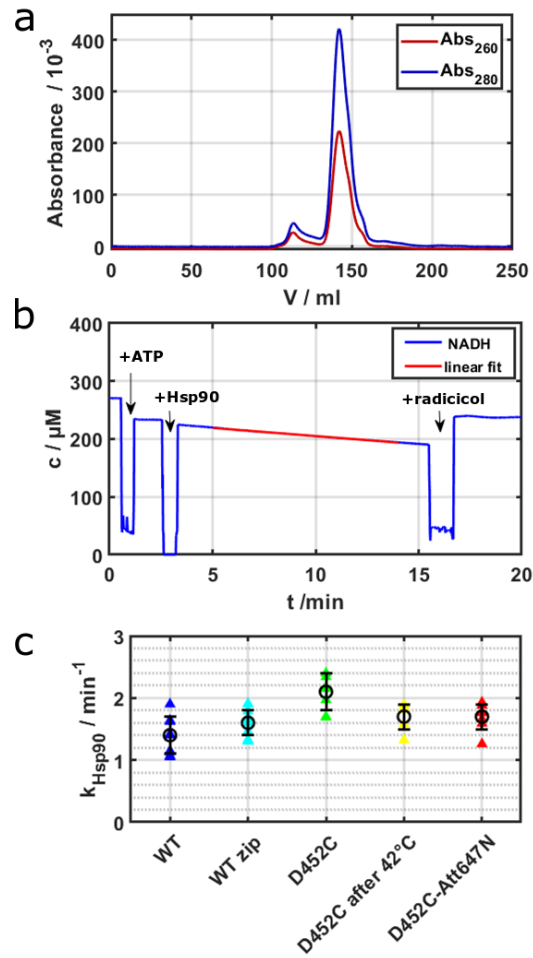 a
Absorbance / 10⁻³
400
300
200
100
0
Abs₂₆₀
Abs₂₈₀
0 50 100 150 200 250
V / ml
b
c / µM
400
300
200
100
0
+ATP
+Hsp90
+radicicol
NADH
linear fit
0 5 10 15 20
t /min
c
k_Hsp90 / min⁻¹
3
2
1
0
WT
WT zip
D452C
D452C after 42°C
D452C-Att647N